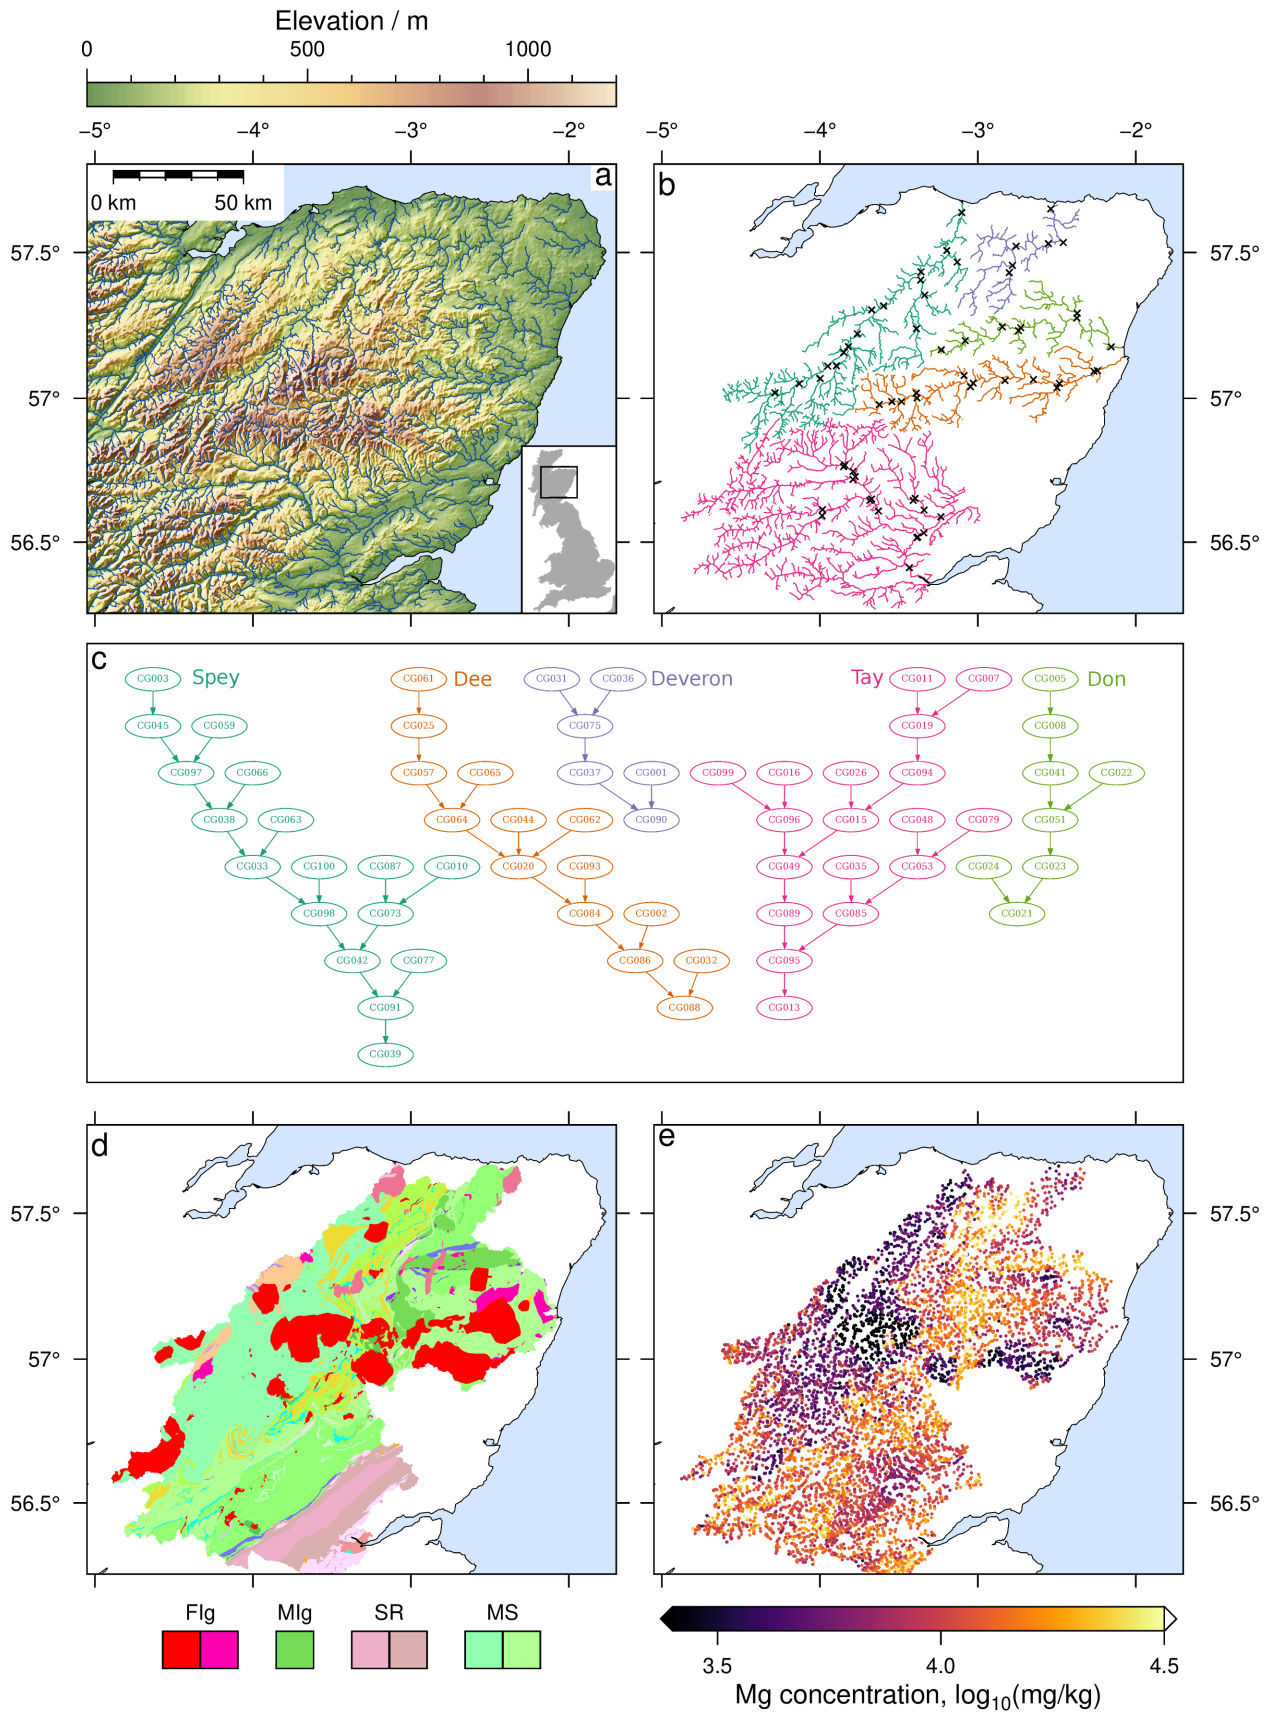 Elevation / m
0 500 1000
−5° −4° −3° −2° −5° −4° −3° −2°
a
b
0 km 50 km
57.5° 57.5°
57° 57°
56.5° 56.5°
c
Spey Dee Deveron Tay Don
CG003 CG061 CG031 CG036 CG011 CG007 CG005
CG045 CG059 CG025 CG075 CG019 CG008
CG097 CG066 CG057 CG065 CG037 CG001 CG099 CG016 CG026 CG094 CG041 CG022
CG038 CG063 CG064 CG044 CG062 CG090 CG096 CG015 CG048 CG079 CG051
CG033 CG100 CG087 CG010 CG020 CG093 CG049 CG035 CG053 CG024 CG023
CG098 CG073 CG084 CG002 CG089 CG085 CG021
CG042 CG077 CG086 CG032 CG095
CG091 CG088 CG013
CG039
d
e
57.5° 57.5°
57° 57°
56.5° 56.5°
FIg MIg SR MS
3.5 4.0 4.5
Mg concentration, log10(mg/kg)